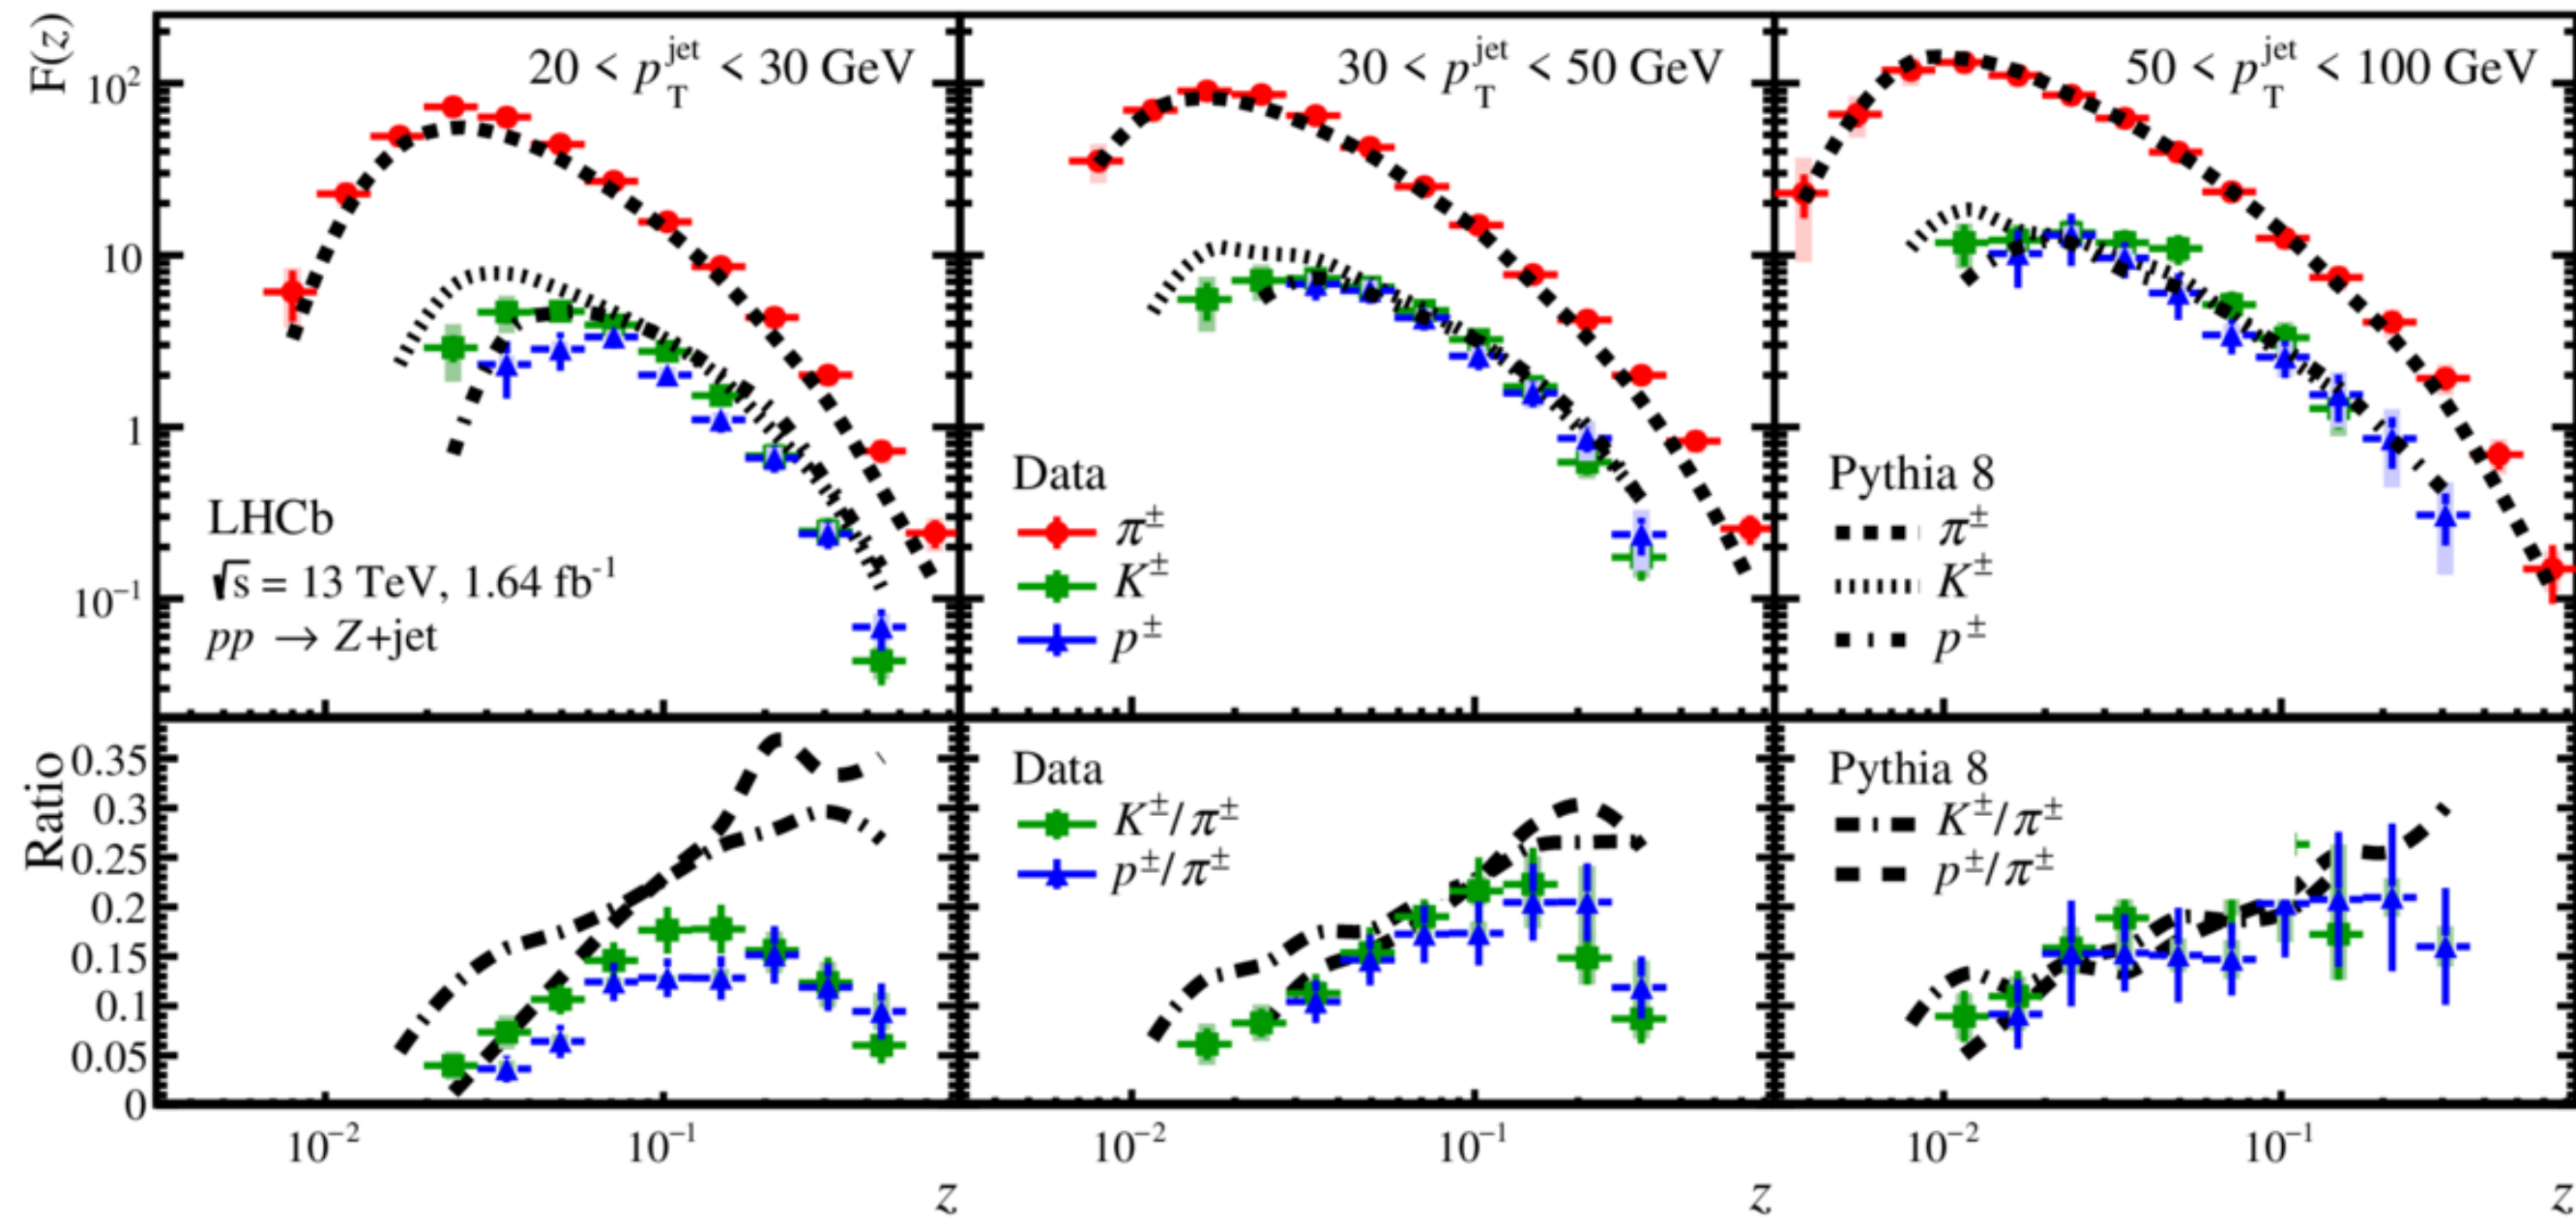 F(z)
10²
10
1
10⁻¹
20 < p_T^jet < 30 GeV
LHCb
√s = 13 TeV, 1.64 fb⁻¹
pp → Z+jet
30 < p_T^jet < 50 GeV
Data
π±
K±
p±
50 < p_T^jet < 100 GeV
Pythia 8
π±
K±
p±
Ratio
0.35
0.3
0.25
0.2
0.15
0.1
0.05
0
Data
K±/π±
p±/π±
Pythia 8
K±/π±
p±/π±
10⁻² 10⁻¹ 10⁻² 10⁻¹ 10⁻² 10⁻¹
z z z